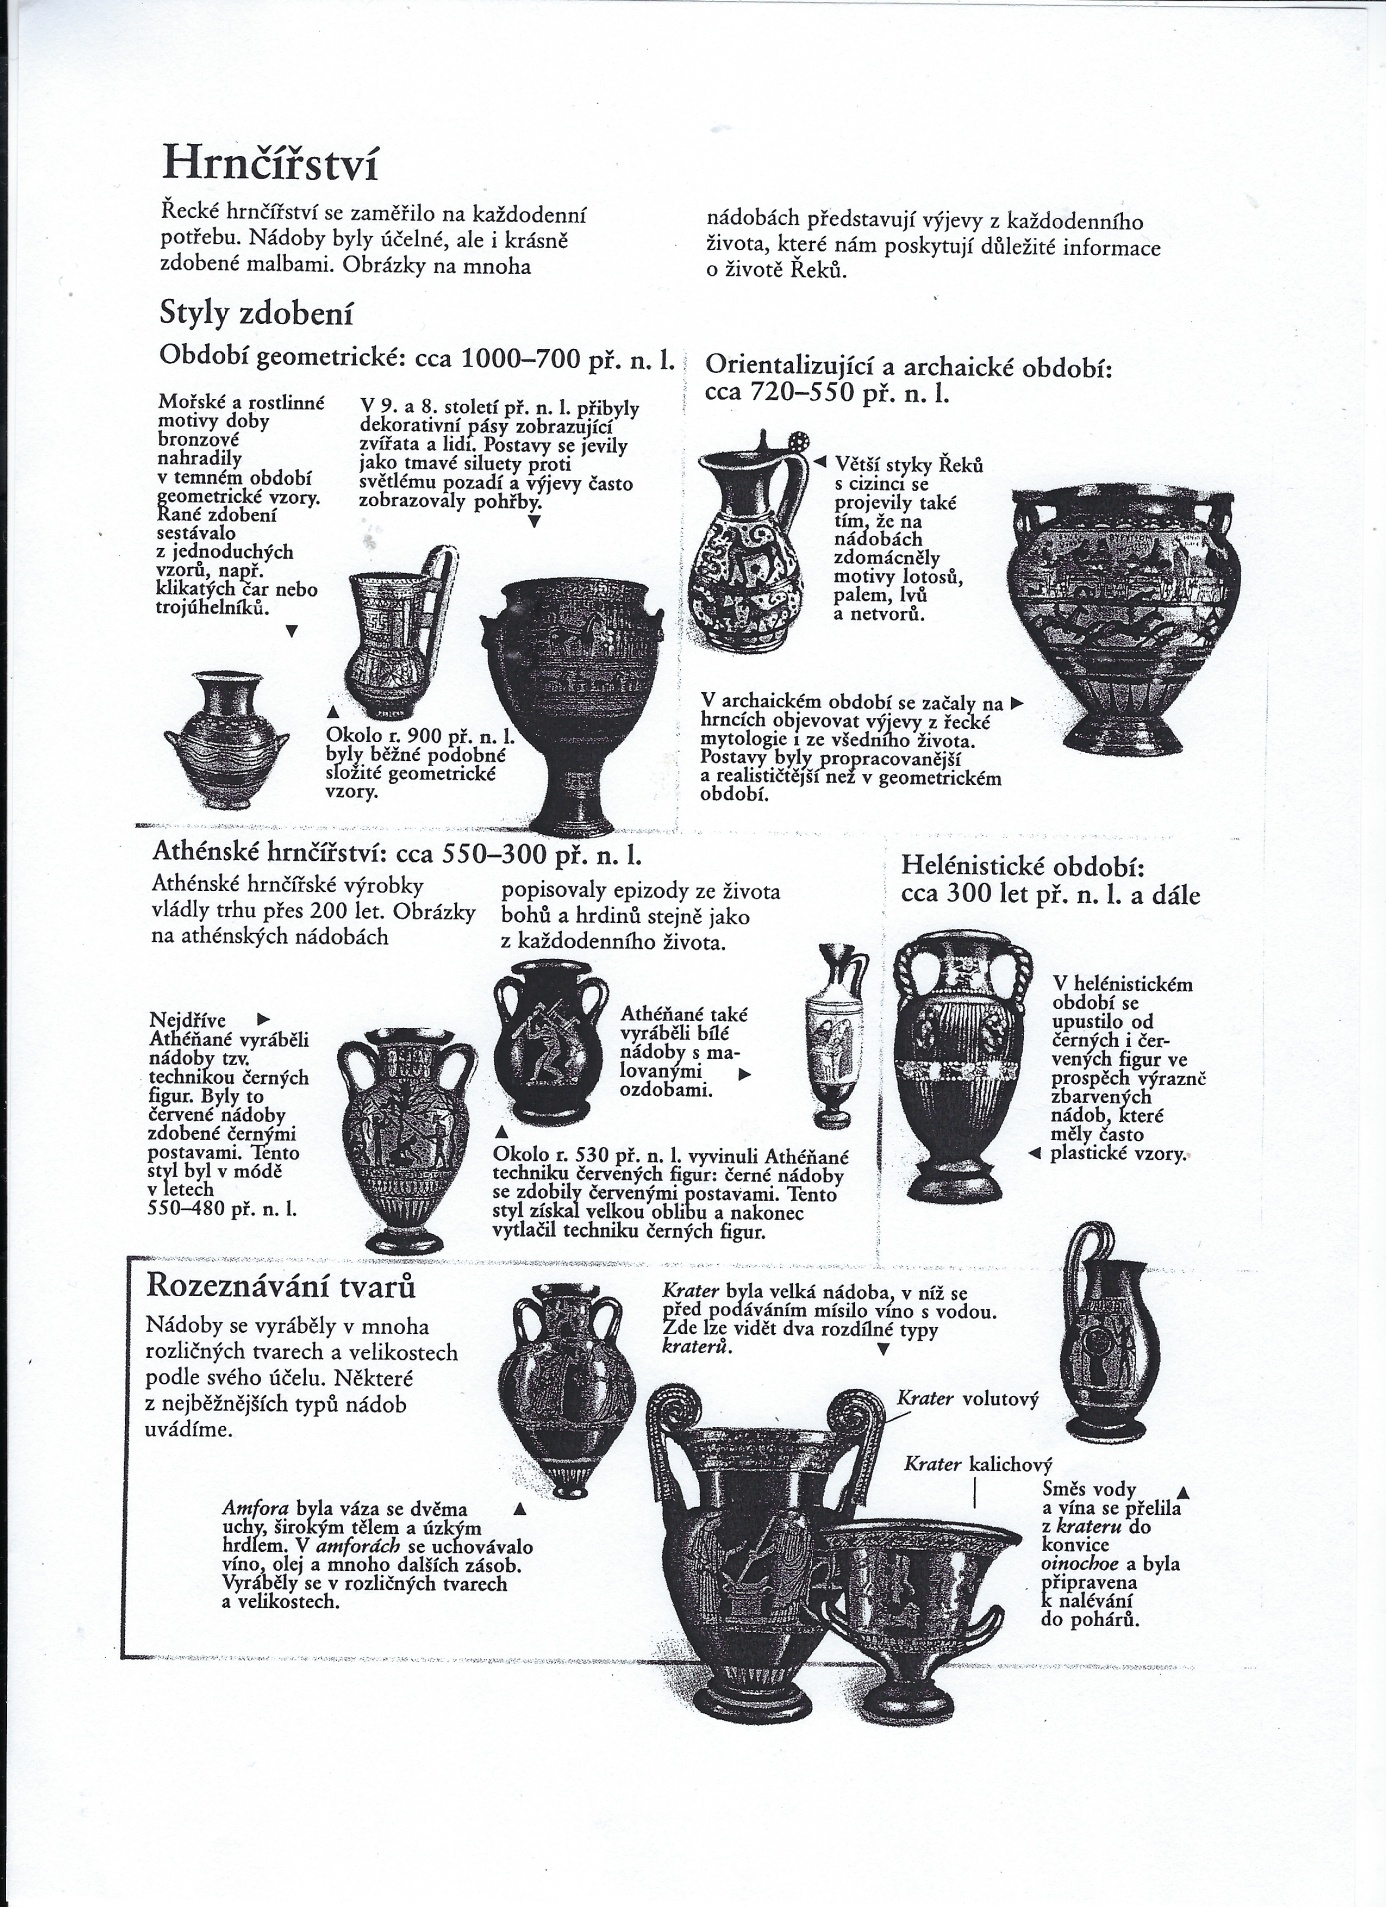 Hrnčířství
Řecké hrnčířství se zaměřilo na každodenní
potřebu. Nádoby byly účelné, ale i krásně
zdobené malbami. Obrázky na mnoha
nádobách představují výjevy z každodenního
života, které nám poskytují důležité informace
o životě Řeků.
Styly zdobení
Období geometrické: cca 1000–700 př. n. l.
Mořské a rostlinné
motivy doby
bronzové
nahradily
v temném období
geometrické vzory.
Rané zdobení
sestávalo
z jednoduchých
vzorů, např.
klikatých čar nebo
trojúhelníků.
V 9. a 8. století př. n. l. přibyly
dekorativní pásy zobrazující
zvířata a lidi. Postavy se jevily
jako tmavé siluety proti
světlému pozadí a výjevy často
zobrazovaly pohřby.
Okolo r. 900 př. n. l.
byly běžné podobné
složité geometrické
vzory.
Orientalizující a archaické období:
cca 720–550 př. n. l.
Větší styky Řeků
s cizinci se
projevily také
tím, že na
nádobách
zdomácněly
motivy lotosů,
palem, lvů
a netvorů.
V archaickém období se začaly na
hrncích objevovat výjevy z řecké
mytologie i ze všedního života.
Postavy byly propracovanější
a realističtější než v geometrickém
období.
Athénské hrnčířství: cca 550–300 př. n. l.
Athénské hrnčířské výrobky
vládly trhu přes 200 let. Obrázky
na athénských nádobách
popisovaly epizody ze života
bohů a hrdinů stejně jako
z každodenního života.
Nejdříve
Athéňané vyráběli
nádoby tzv.
technikou černých
figur. Byly to
červené nádoby
zdobené černými
postavami. Tento
styl byl v módě
v letech
550–480 př. n. l.
Athéňané také
vyráběli bílé
nádoby s ma-
lovanými
ozdobami.
Okolo r. 530 př. n. l. vyvinuli Athéňané
techniku červených figur: černé nádoby
se zdobily červenými postavami. Tento
styl získal velkou oblibu a nakonec
vytlačil techniku černých figur.
Helénistické období:
cca 300 let př. n. l. a dále
V helénistickém
období se
upustilo od
černých i čer-
vených figur ve
prospěch výrazně
zbarvených
nádob, které
měly často
plastické vzory.
Rozeznávání tvarů
Nádoby se vyráběly v mnoha
rozličných tvarech a velikostech
podle svého účelu. Některé
z nejběžnějších typů nádob
uvádíme.
Amfora byla váza se dvěma
uchy, širokým tělem a úzkým
hrdlem. V amforách se uchovávalo
víno, olej a mnoho dalších zásob.
Vyráběly se v rozličných tvarech
a velikostech.
Krater byla velká nádoba, v níž se
před podáváním mísilo víno s vodou.
Zde lze vidět dva rozdílné typy
kraterů.
Krater volutový
Krater kalichový
Směs vody
a vína se přelila
z krateru do
konvice
oinochoe a byla
připravena
k nalévání
do pohárů.